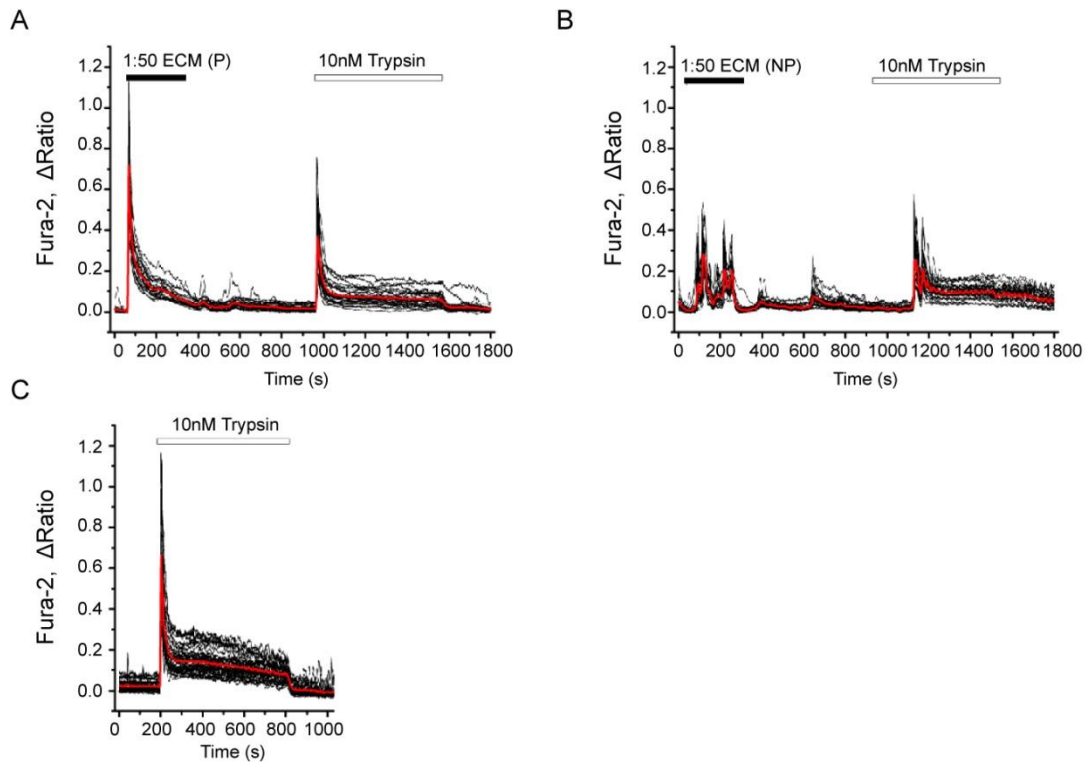 A
1:50 ECM (P)
10nM Trypsin
Fura-2, ΔRatio
1.2
1.0
0.8
0.6
0.4
0.2
0.0
0 200 400 600 800 1000 1200 1400 1600 1800
Time (s)
B
1:50 ECM (NP)
10nM Trypsin
Fura-2, ΔRatio
1.2
1.0
0.8
0.6
0.4
0.2
0.0
0 200 400 600 800 1000 1200 1400 1600 1800
Time (s)
C
10nM Trypsin
Fura-2, ΔRatio
1.2
1.0
0.8
0.6
0.4
0.2
0.0
0 200 400 600 800 1000
Time (s)